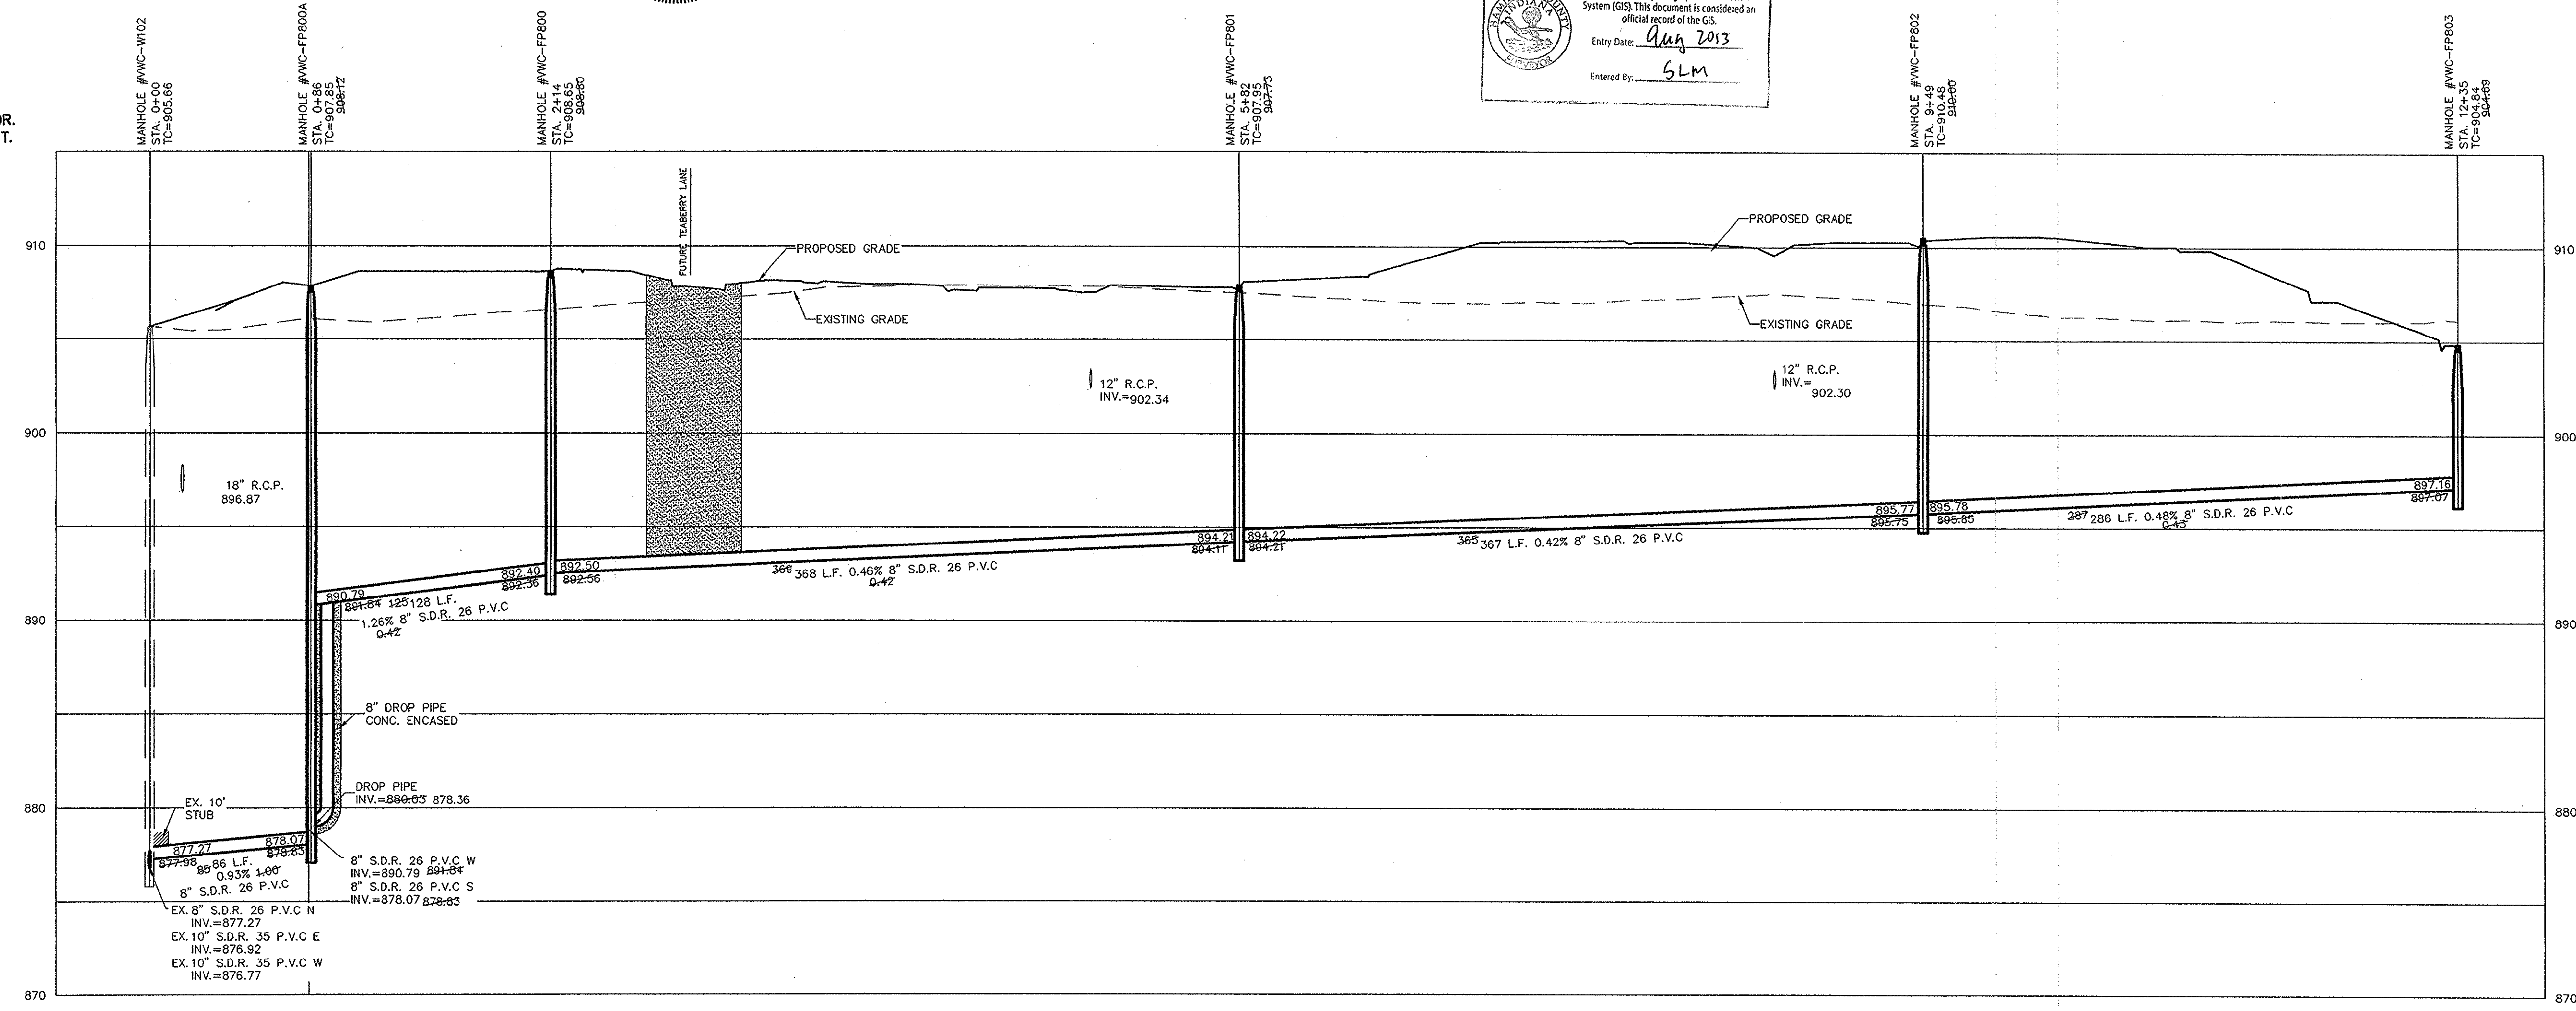 OR.
T.
MANHOLE #VWC-W102
STA. 0+00
TC=905.66
MANHOLE #VWC-FP800A
STA. 0+86
TC=907.85
908.12
MANHOLE #VWC-FP800
STA. 2+14
TC=908.65
908.80
MANHOLE #VWC-FP801
STA. 5+82
TC=907.95
907.73
System (GIS). This document is considered an
official record of the GIS.
Entry Date: Aug 2013
Entered By: SLM
HAMILTON COUNTY
INDIANA
SURVEYOR
MANHOLE #VWC-FP802
STA. 9+49
TC=910.48
910.60
MANHOLE #VWC-FP803
STA. 12+35
TC=904.84
904.69
FUTURE TEABERRY LANE
910
PROPOSED GRADE
EXISTING GRADE
PROPOSED GRADE
EXISTING GRADE
910
12" R.C.P.
INV.=902.34
12" R.C.P.
INV.=
902.30
900
900
18" R.C.P.
896.87
890.79
891.84 125 128 L.F.
1.26% 8" S.D.R. 26 P.V.C
0.42
892.40
892.36
892.50
892.56
369 368 L.F. 0.46% 8" S.D.R. 26 P.V.C
0.42
894.21
894.11
894.22
894.21
365 367 L.F. 0.42% 8" S.D.R. 26 P.V.C
895.77
895.75
895.78
895.85
287 286 L.F. 0.48% 8" S.D.R. 26 P.V.C
0.43
897.16
897.07
890
890
8" DROP PIPE
CONC. ENCASED
DROP PIPE
INV.=880.03 878.36
880
880
EX. 10'
STUB
877.27
877.98
878.07
878.83
85 86 L.F.
0.93% 1.00
8" S.D.R. 26 P.V.C
8" S.D.R. 26 P.V.C W
INV.=890.79 891.84
8" S.D.R. 26 P.V.C S
INV.=878.07 878.83
EX. 8" S.D.R. 26 P.V.C N
INV.=877.27
EX. 10" S.D.R. 35 P.V.C E
INV.=876.92
EX. 10" S.D.R. 35 P.V.C W
INV.=876.77
870
870